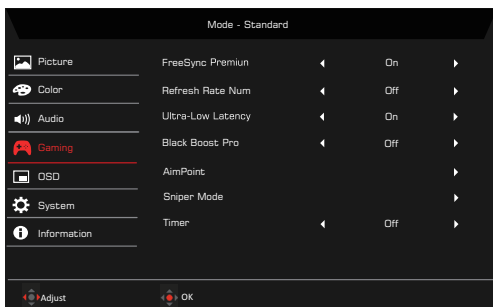 Mode - Standard
Picture
Color
Audio
Gaming
OSD
System
Information
FreeSync Premiun On
Refresh Rate Num Off
Ultra-Low Latency On
Black Boost Pro Off
AimPoint
Sniper Mode
Timer Off
Adjust OK